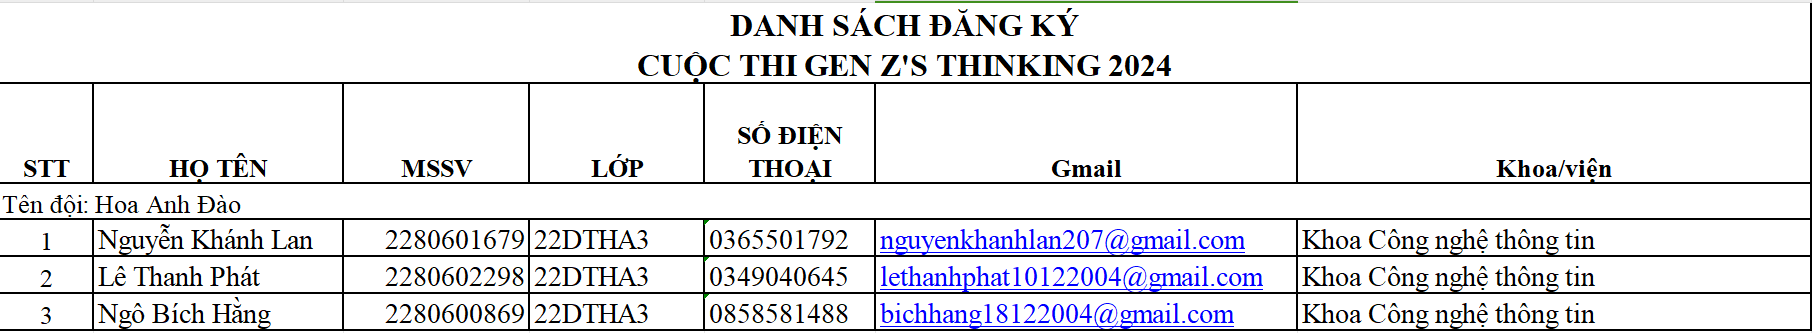 DANH SÁCH ĐĂNG KÝ
CUỘC THI GEN Z'S THINKING 2024
STT HỌ TÊN MSSV LỚP SỐ ĐIỆN THOẠI Gmail Khoa/viện
Tên đội: Hoa Anh Đào
1 Nguyễn Khánh Lan 2280601679 22DTHA3 0365501792 nguyenkhanhlan207@gmail.com Khoa Công nghệ thông tin
2 Lê Thanh Phát 2280602298 22DTHA3 0349040645 lethanhphat10122004@gmail.com Khoa Công nghệ thông tin
3 Ngô Bích Hằng 2280600869 22DTHA3 0858581488 bichhang18122004@gmail.com Khoa Công nghệ thông tin